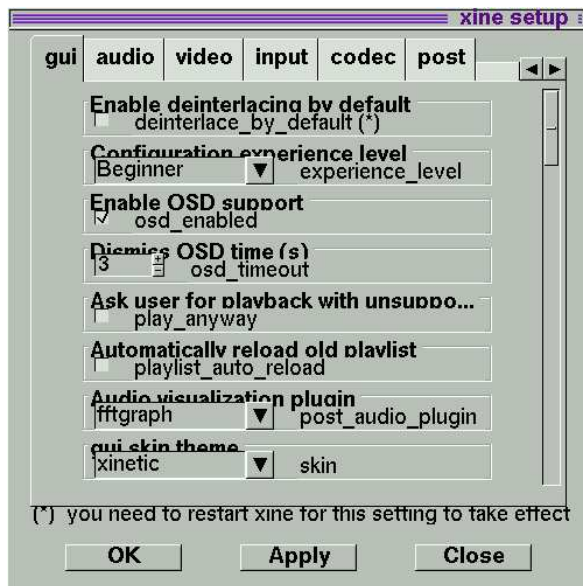 xine setup
gui audio video input codec post
Enable deinterlacing by default
deinterlace_by_default (*)
Configuration experience level
Beginner experience_level
Enable OSD support
osd_enabled
Dismiss OSD time (s)
3 osd_timeout
Ask user for playback with unsuppo...
play_anyway
Automatically reload old playlist
playlist_auto_reload
Audio visualization plugin
fftgraph post_audio_plugin
gui skin theme
xinetic skin
(*) you need to restart xine for this setting to take effect
OK Apply Close